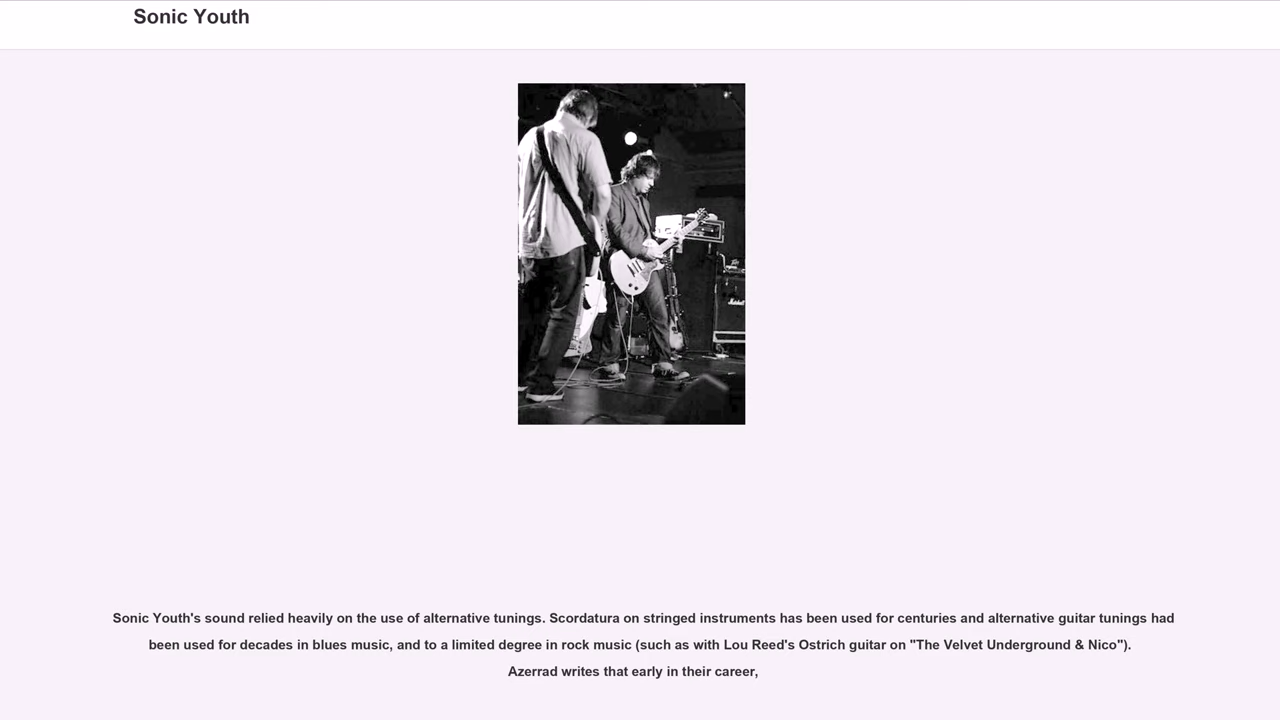 Sonic Youth
Sonic Youth's sound relied heavily on the use of alternative tunings. Scordatura on stringed instruments has been used for centuries and alternative guitar tunings had
been used for decades in blues music, and to a limited degree in rock music (such as with Lou Reed's Ostrich guitar on "The Velvet Underground & Nico").
Azerrad writes that early in their career,